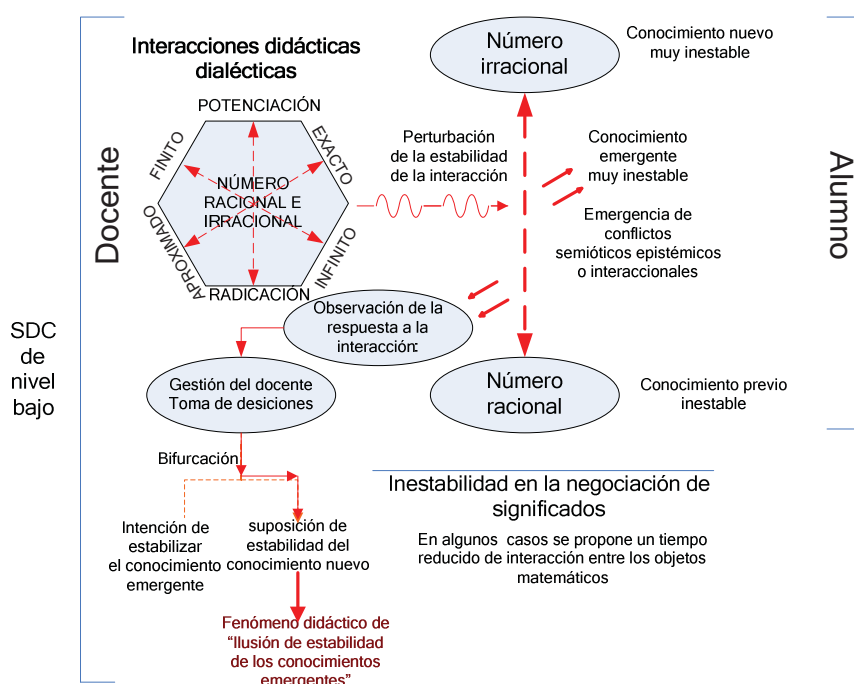 Interacciones didácticas
dialécticas
POTENCIACIÓN
FINITO
EXACTO
NÚMERO
RACIONAL E
IRRACIONAL
APROXIMADO
INFINITO
RADICACIÓN
Docente
SDC
de
nivel
bajo
Número
irracional
Conocimiento nuevo
muy inestable
Perturbación
de la estabilidad
de la interacción
Conocimiento
emergente
muy inestable
Emergencia de
conflictos
semióticos epistémicos
o interaccionales
Alumno
Observación de la
respuesta a la
interacción:
Gestión del docente
Toma de desiciones
Número
racional
Conocimiento previo
inestable
Bifurcación
Intención de
estabilizar
el conocimiento
emergente
suposición de
estabilidad del
conocimiento nuevo
Fenómeno didáctico de
“Ilusión de estabilidad
de los conocimientos
emergentes”
Inestabilidad en la negociación de
significados
En algunos casos se propone un tiempo
reducido de interacción entre los objetos
matemáticos